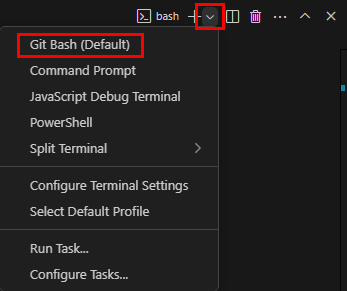 bash
Git Bash (Default)
Command Prompt
JavaScript Debug Terminal
PowerShell
Split Terminal
Configure Terminal Settings
Select Default Profile
Run Task...
Configure Tasks...